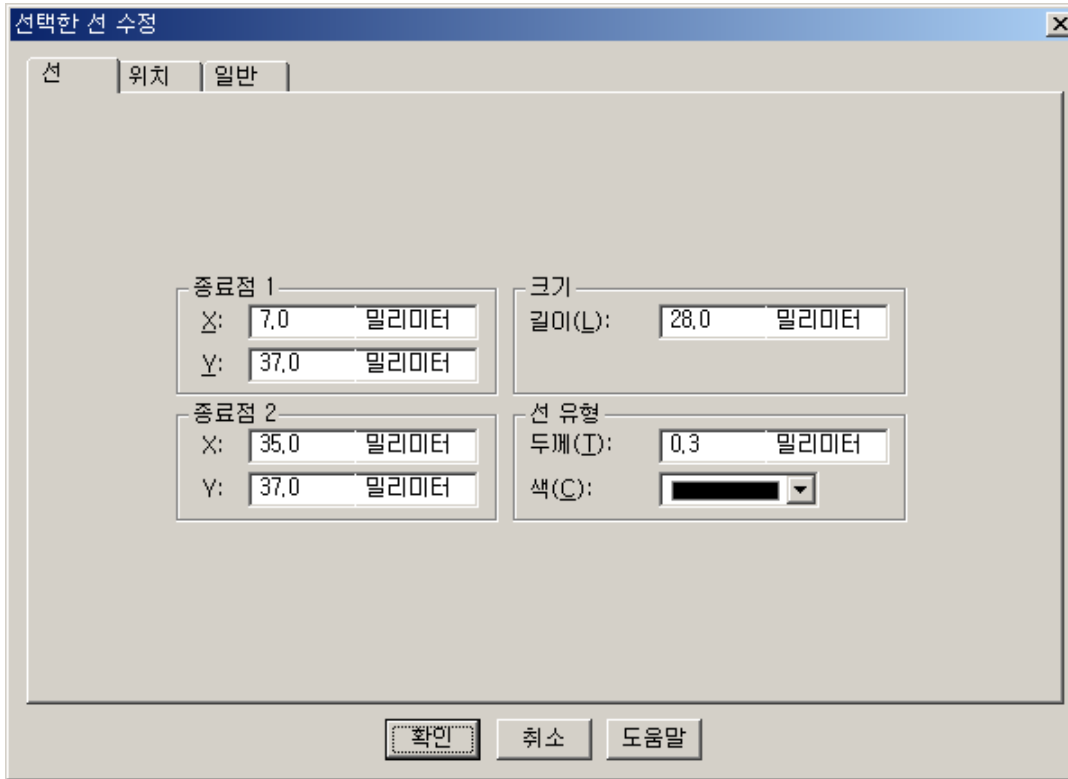 선택한 선 수정
선 위치 일반
종료점 1
X: 7,0 밀리미터
Y: 37,0 밀리미터
크기
길이(L): 28,0 밀리미터
종료점 2
X: 35,0 밀리미터
Y: 37,0 밀리미터
선 유형
두께(T): 0,3 밀리미터
색(C):
확인 취소 도움말